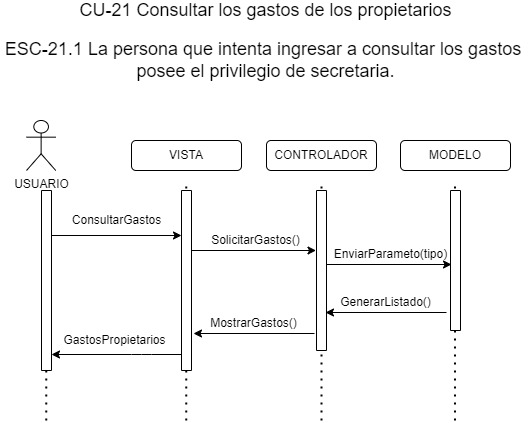 CU-21 Consultar los gastos de los propietarios
ESC-21.1 La persona que intenta ingresar a consultar los gastos
posee el privilegio de secretaria.
VISTA
CONTROLADOR
MODELO
USUARIO
ConsultarGastos
SolicitarGastos()
EnviarParameto(tipo)
GenerarListado()
MostrarGastos()
GastosPropietarios